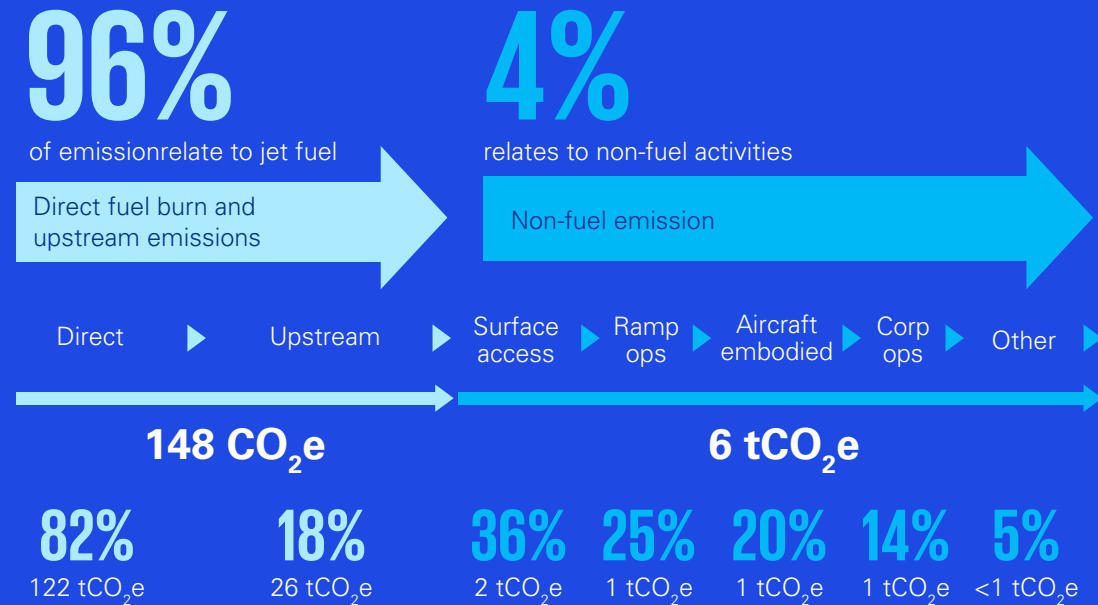 96%
4%
of emissionrelate to jet fuel
relates to non-fuel activities
Direct fuel burn and
upstream emissions
Non-fuel emission
Direct
Upstream
Surface
access
Ramp
ops
Aircraft
embodied
Corp
ops
Other
148 CO₂e
6 tCO₂e
82%
18%
36%
25%
20%
14%
5%
122 tCO₂e
26 tCO₂e
2 tCO₂e
1 tCO₂e
1 tCO₂e
1 tCO₂e
<1 tCO₂e